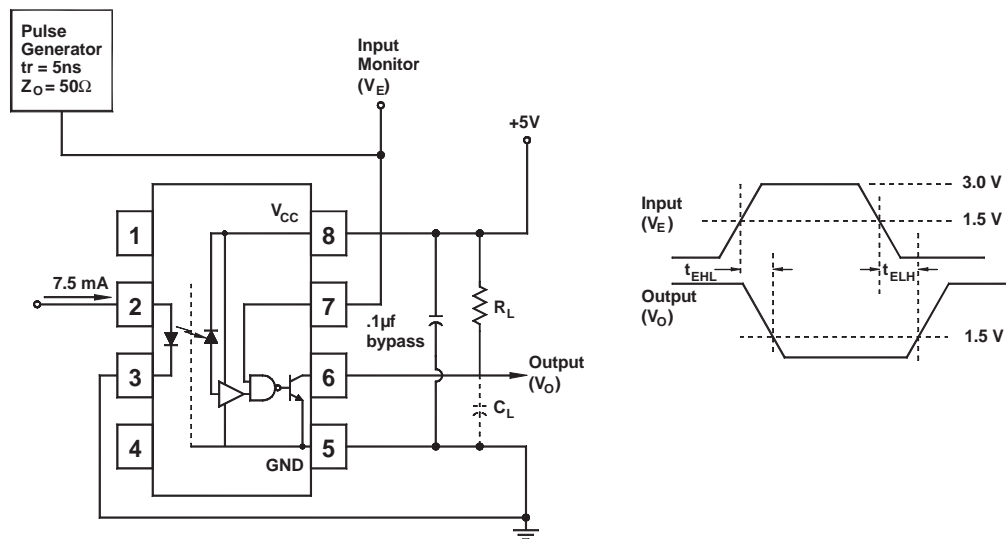 Pulse
Generator
tr = 5ns
ZO = 50Ω
Input
Monitor
(VE)
+5V
VCC
1
8
7.5 mA
2
7
.1µf
bypass
RL
3
6
Output
(VO)
CL
4
5
GND
3.0 V
Input
(VE)
1.5 V
tEHL
tELH
Output
(VO)
1.5 V